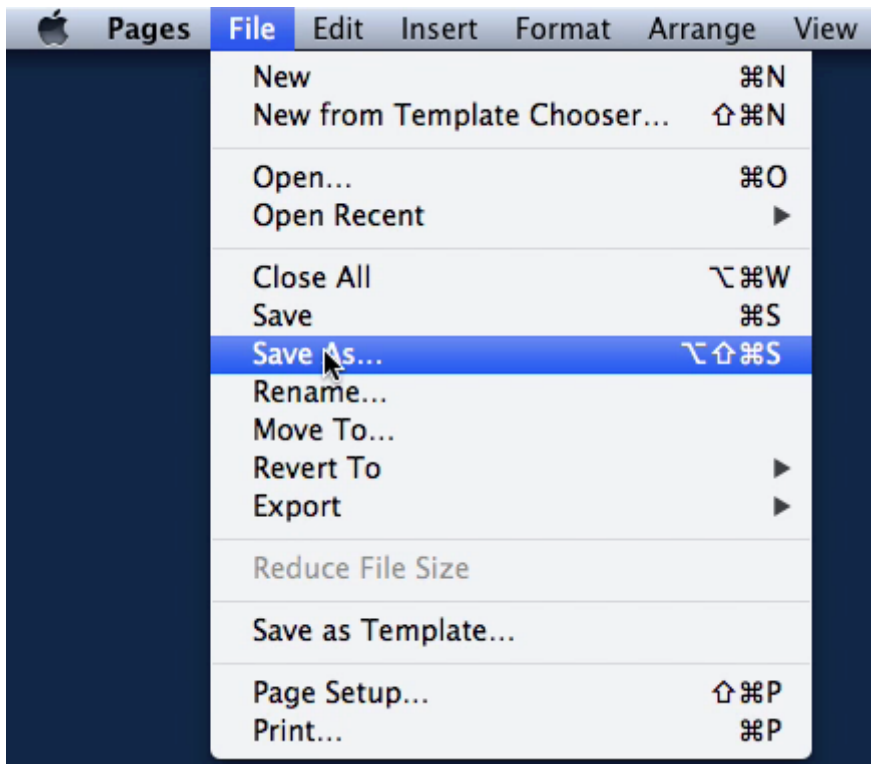 Pages File Edit Insert Format Arrange View
New ⌘N
New from Template Chooser... ⇧⌘N
Open... ⌘O
Open Recent ▶
Close All ⌥⌘W
Save ⌘S
Save As... ⌥⇧⌘S
Rename...
Move To...
Revert To ▶
Export ▶
Reduce File Size
Save as Template...
Page Setup... ⇧⌘P
Print... ⌘P